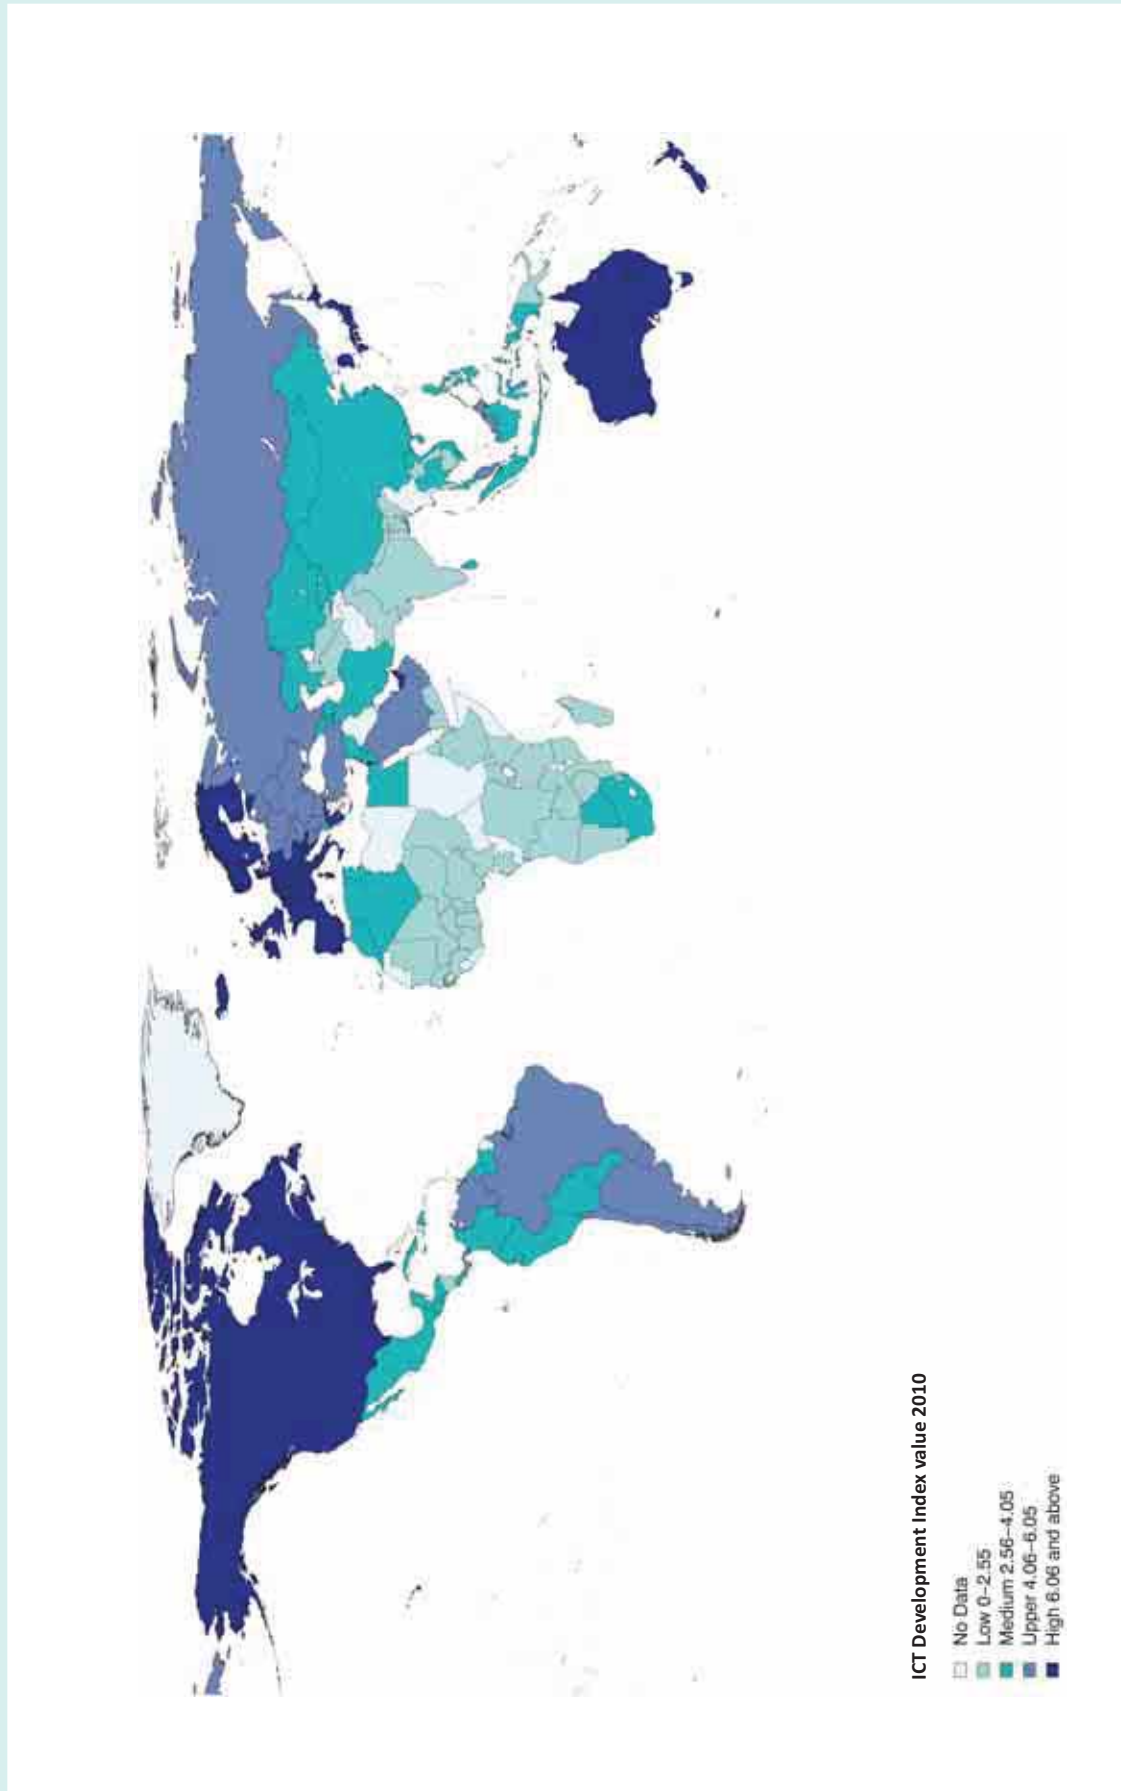 ICT Development Index value 2010
No Data
Low 0–2.55
Medium 2.56–4.05
Upper 4.06–6.05
High 6.06 and above